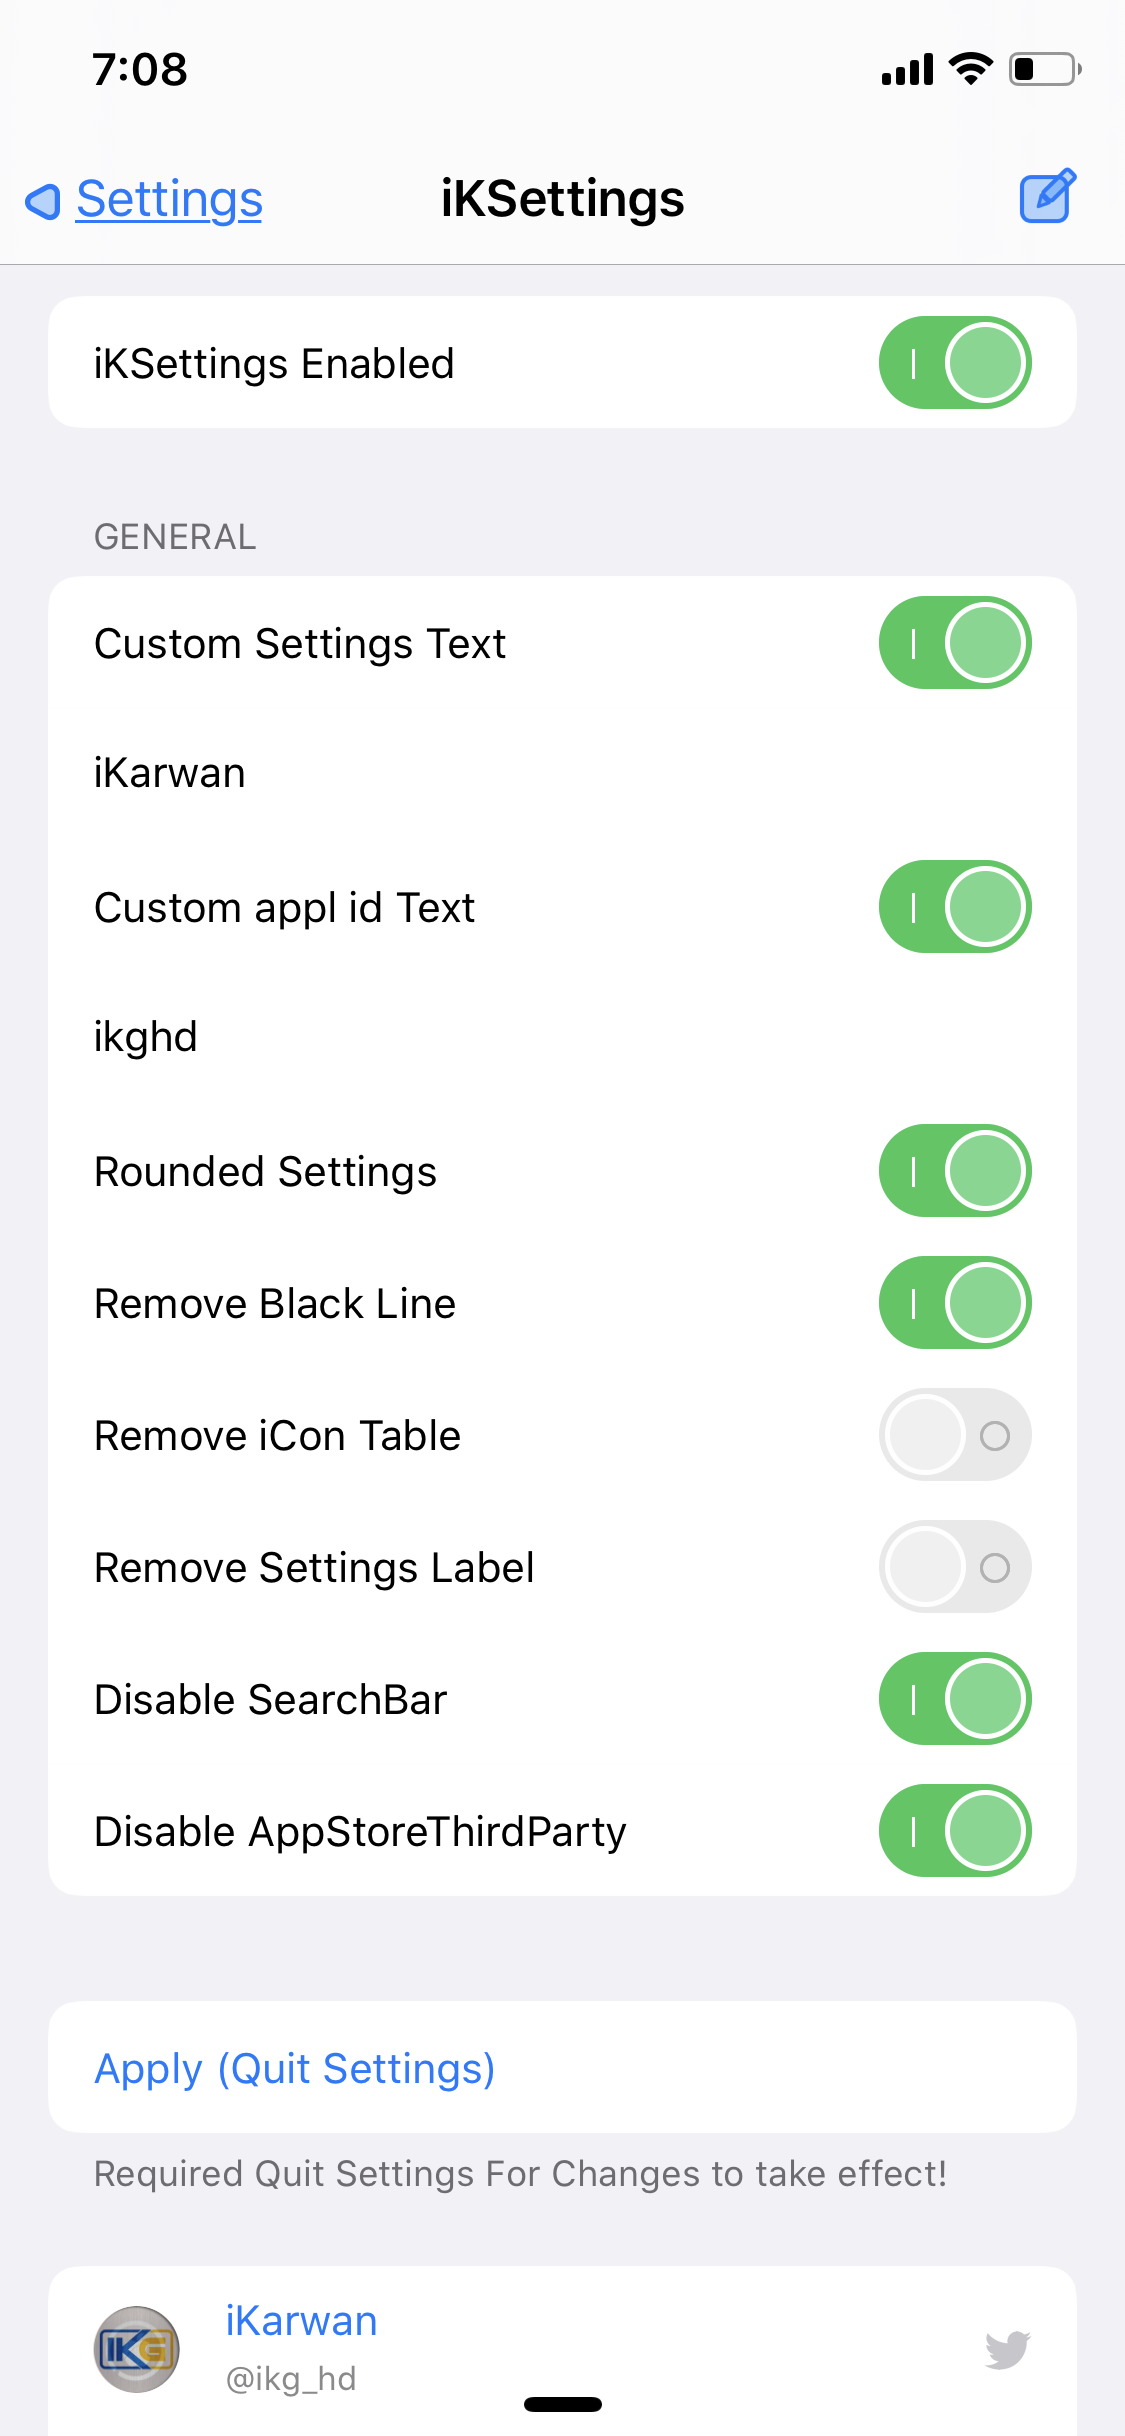 7:08
Settings
iKSettings
iKSettings Enabled
GENERAL
Custom Settings Text
iKarwan
Custom appl id Text
ikghd
Rounded Settings
Remove Black Line
Remove iCon Table
Remove Settings Label
Disable SearchBar
Disable AppStoreThirdParty
Apply (Quit Settings)
Required Quit Settings For Changes to take effect!
IKG
iKarwan
@ikg_hd